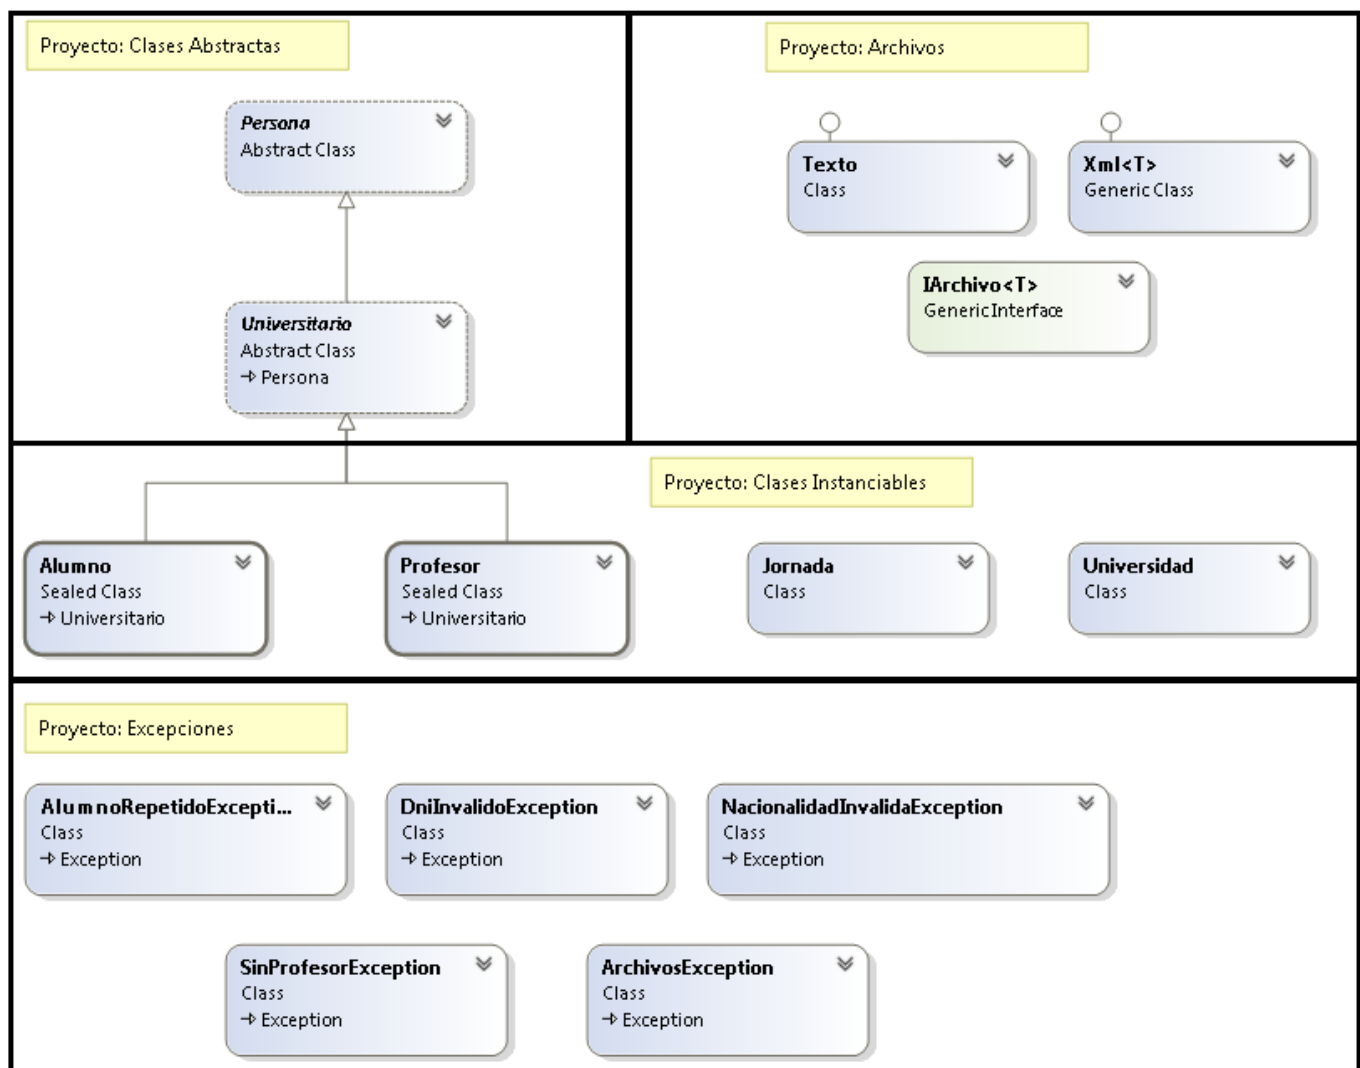 Proyecto: Clases Abstractas
Persona
Abstract Class
Universitario
Abstract Class
Persona
Proyecto: Archivos
Texto
Class
Xml<T>
Generic Class
IArchivo<T>
Generic Interface
Proyecto: Clases Instanciables
Alumno
Sealed Class
Universitario
Profesor
Sealed Class
Universitario
Jornada
Class
Universidad
Class
Proyecto: Excepciones
AlumnoRepetidoExcepti...
Class
Exception
DniInvalidoException
Class
Exception
NacionalidadInvalidaException
Class
Exception
SinProfesorException
Class
Exception
ArchivosException
Class
Exception